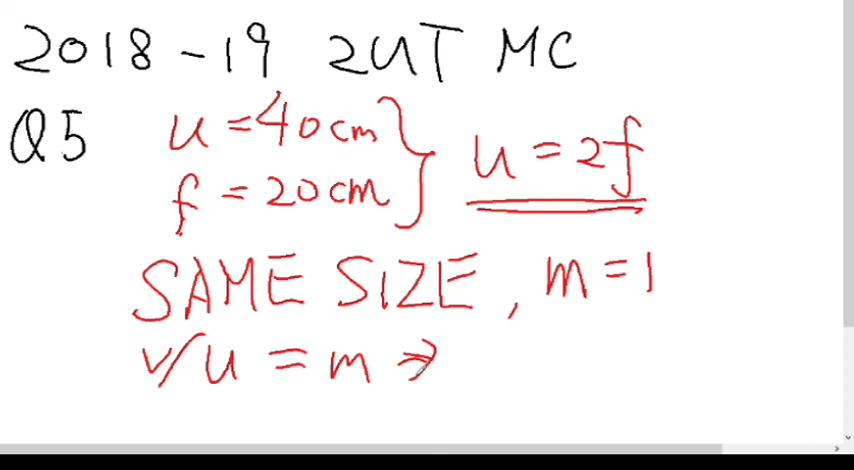 2018-19 2UT MC
Q5 u = 40cm } u = 2f
f = 20cm
SAME SIZE, m = 1
v/u = m ⇒